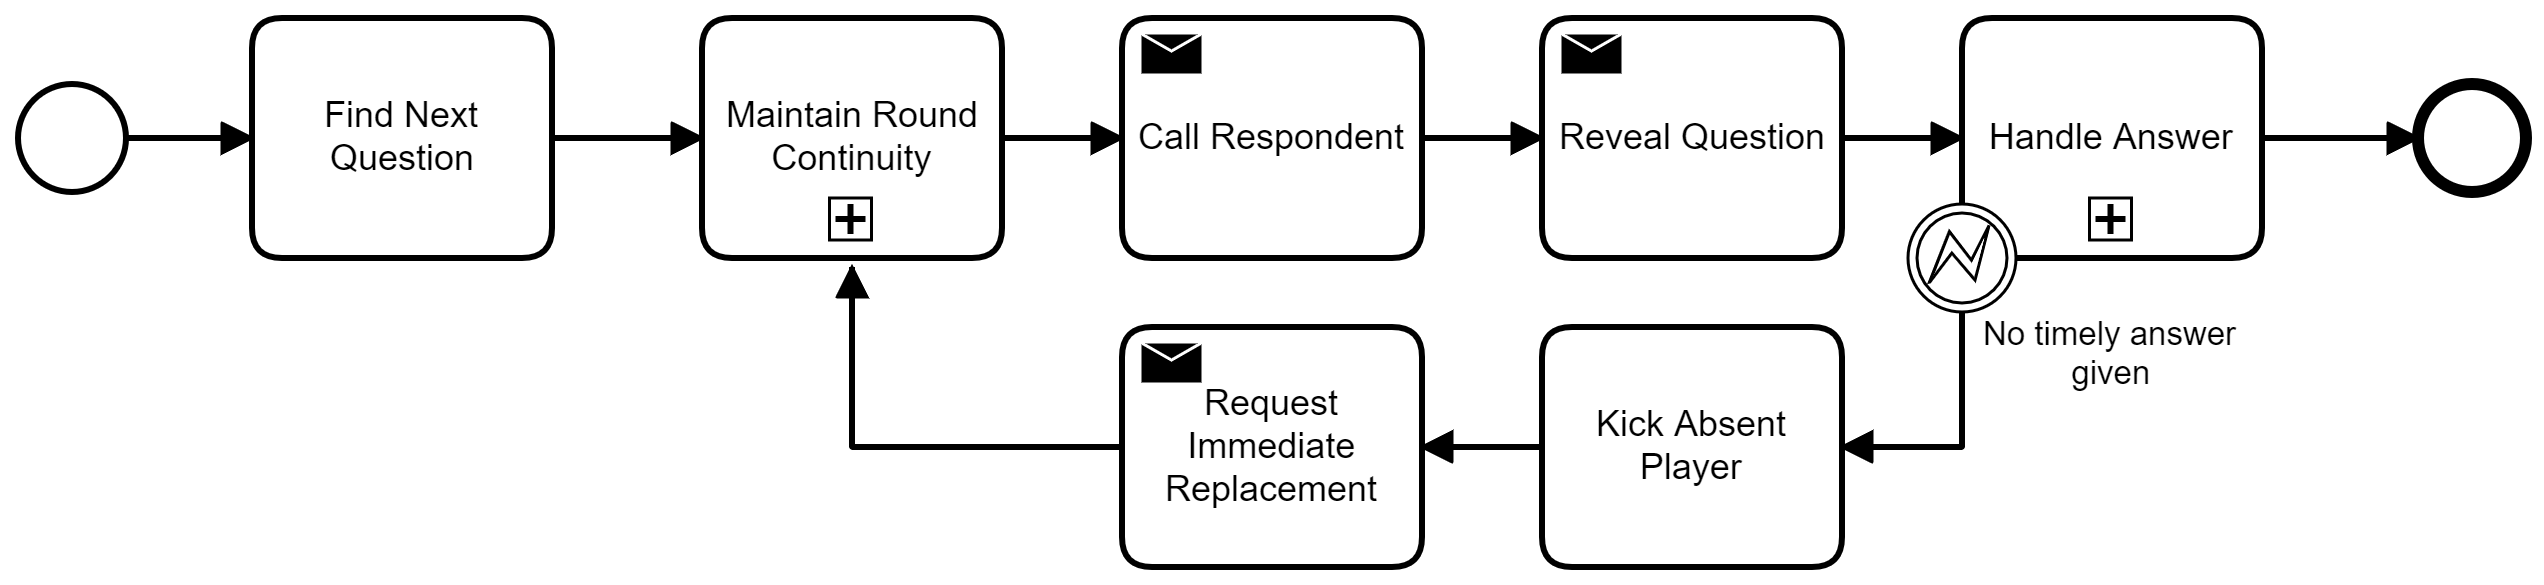 Find Next
Question
Maintain Round
Continuity
Call Respondent
Reveal Question
Handle Answer
No timely answer
given
Request
Immediate
Replacement
Kick Absent
Player